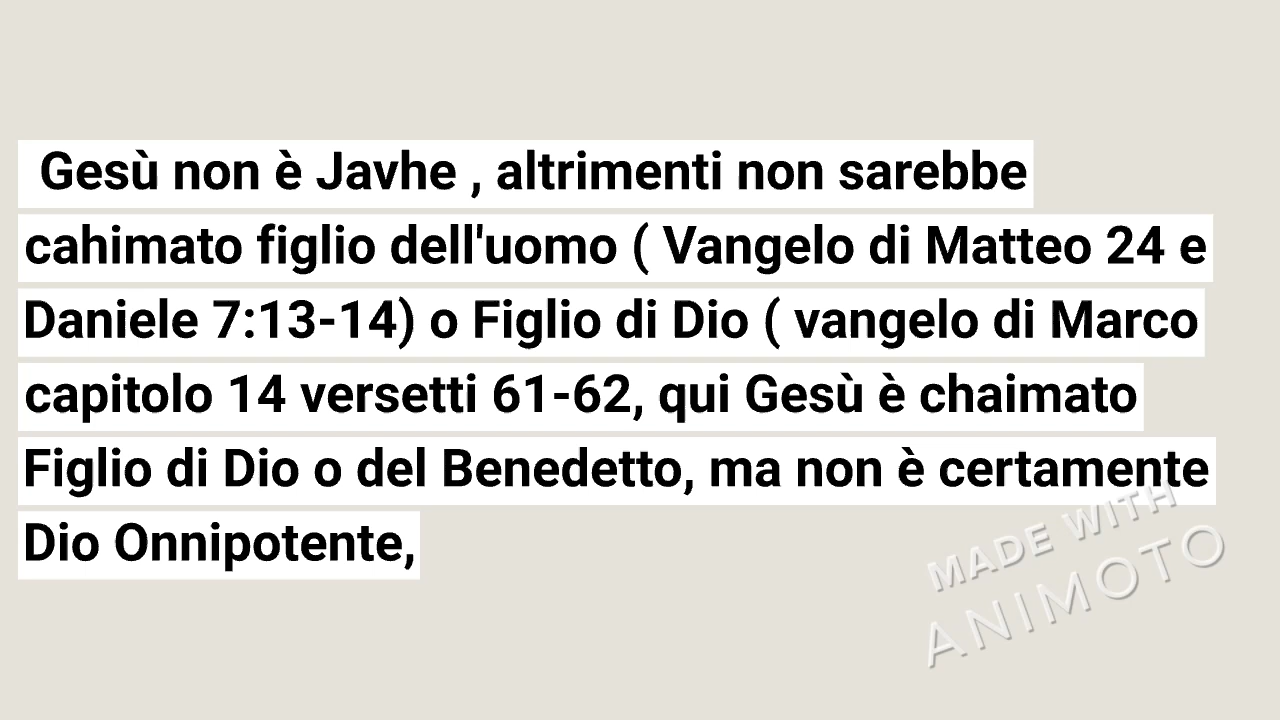 Gesù non è Javhe , altrimenti non sarebbe
cahimato figlio dell'uomo ( Vangelo di Matteo 24 e
Daniele 7:13-14) o Figlio di Dio ( vangelo di Marco
capitolo 14 versetti 61-62, qui Gesù è chaimato
Figlio di Dio o del Benedetto, ma non è certamente
Dio Onnipotente,
MADE WITH
ANIMOTO